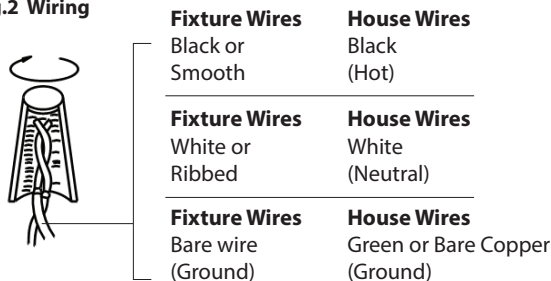 g.2 Wiring
Fixture Wires House Wires
Black or Black
Smooth (Hot)
Fixture Wires House Wires
White or White
Ribbed (Neutral)
Fixture Wires House Wires
Bare wire Green or Bare Copper
(Ground) (Ground)